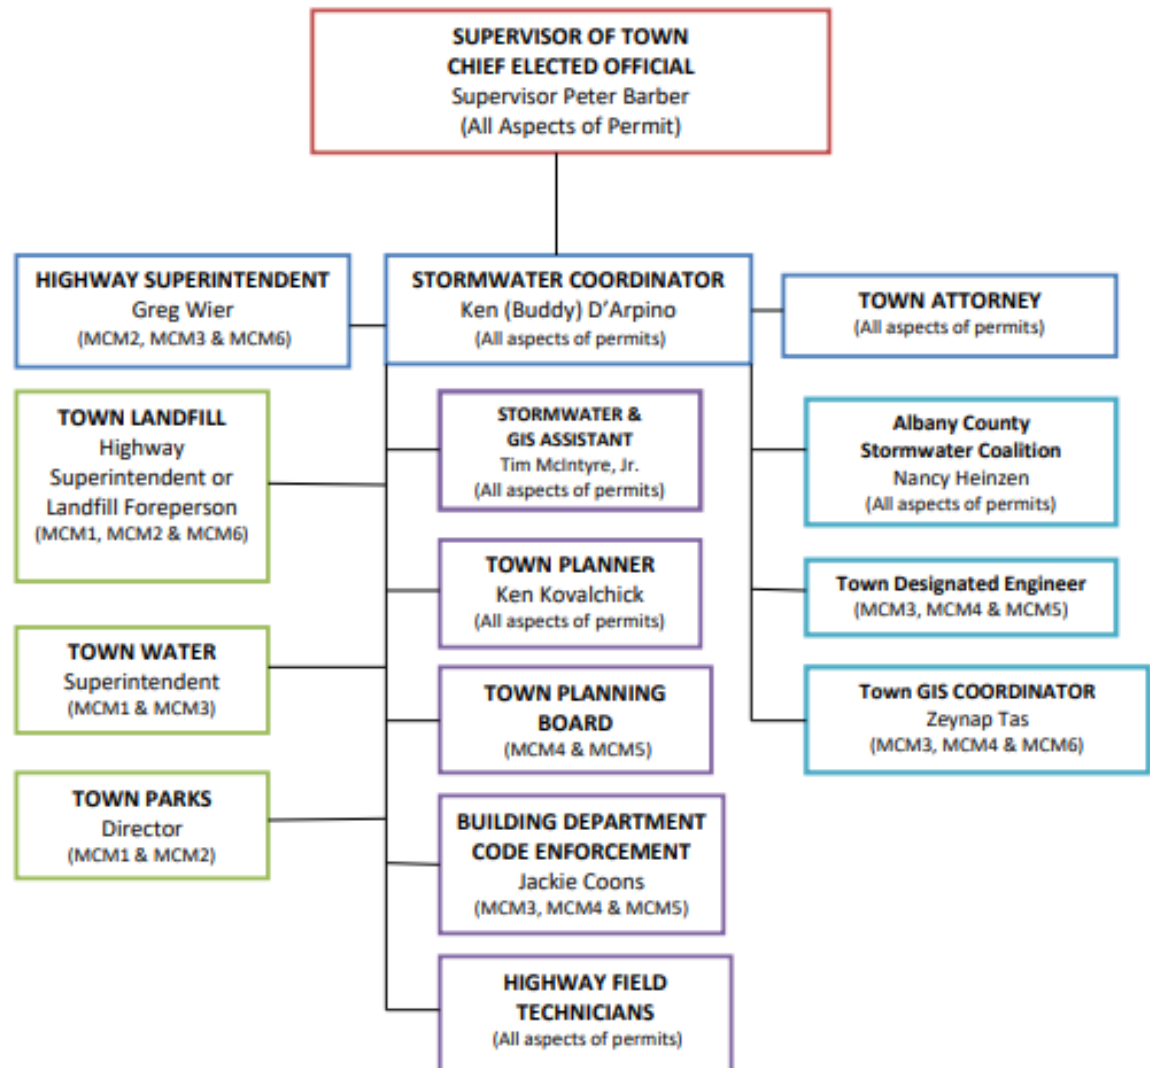 SUPERVISOR OF TOWN
CHIEF ELECTED OFFICIAL
Supervisor Peter Barber
(All Aspects of Permit)
HIGHWAY SUPERINTENDENT
Greg Wier
(MCM2, MCM3 & MCM6)
STORMWATER COORDINATOR
Ken (Buddy) D’Arpino
(All aspects of permits)
TOWN ATTORNEY
(All aspects of permits)
TOWN LANDFILL
Highway
Superintendent or
Landfill Foreperson
(MCM1, MCM2 & MCM6)
TOWN WATER
Superintendent
(MCM1 & MCM3)
TOWN PARKS
Director
(MCM1 & MCM2)
STORMWATER &
GIS ASSISTANT
Tim McIntyre, Jr.
(All aspects of permits)
TOWN PLANNER
Ken Kovalchick
(All aspects of permits)
TOWN PLANNING
BOARD
(MCM4 & MCM5)
BUILDING DEPARTMENT
CODE ENFORCEMENT
Jackie Coons
(MCM3, MCM4 & MCM5)
HIGHWAY FIELD
TECHNICIANS
(All aspects of permits)
Albany County
Stormwater Coalition
Nancy Heinzen
(All aspects of permits)
Town Designated Engineer
(MCM3, MCM4 & MCM5)
Town GIS COORDINATOR
Zeynap Tas
(MCM3, MCM4 & MCM6)